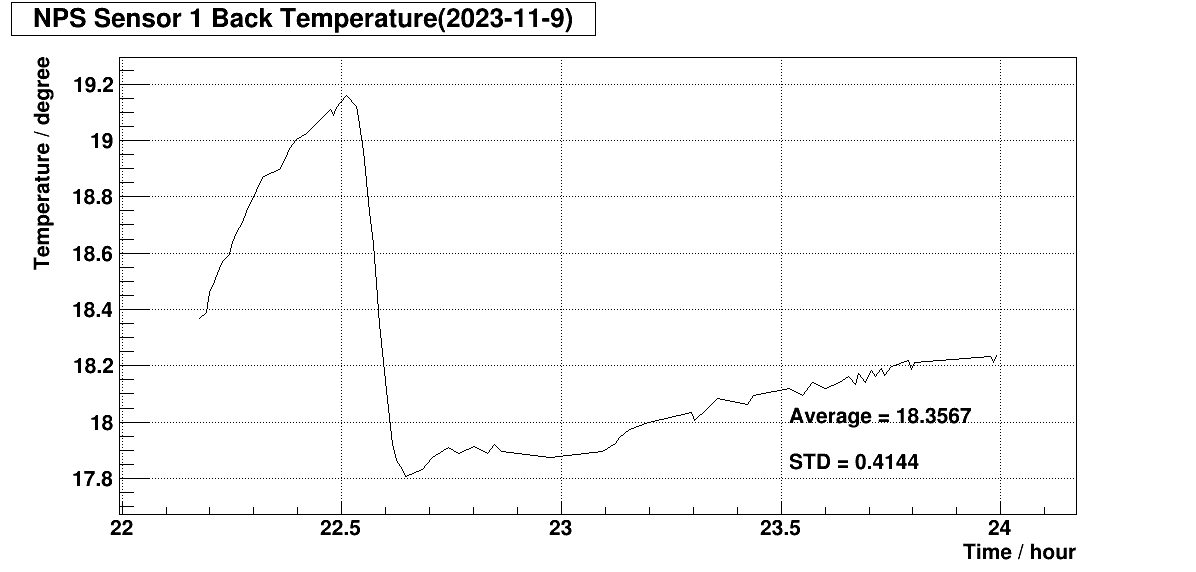 NPS Sensor 1 Back Temperature(2023-11-9)
Temperature / degree
19.2
19
18.8
18.6
18.4
18.2
18
17.8
Average = 18.3567
STD = 0.4144
22 22.5 23 23.5 24
Time / hour